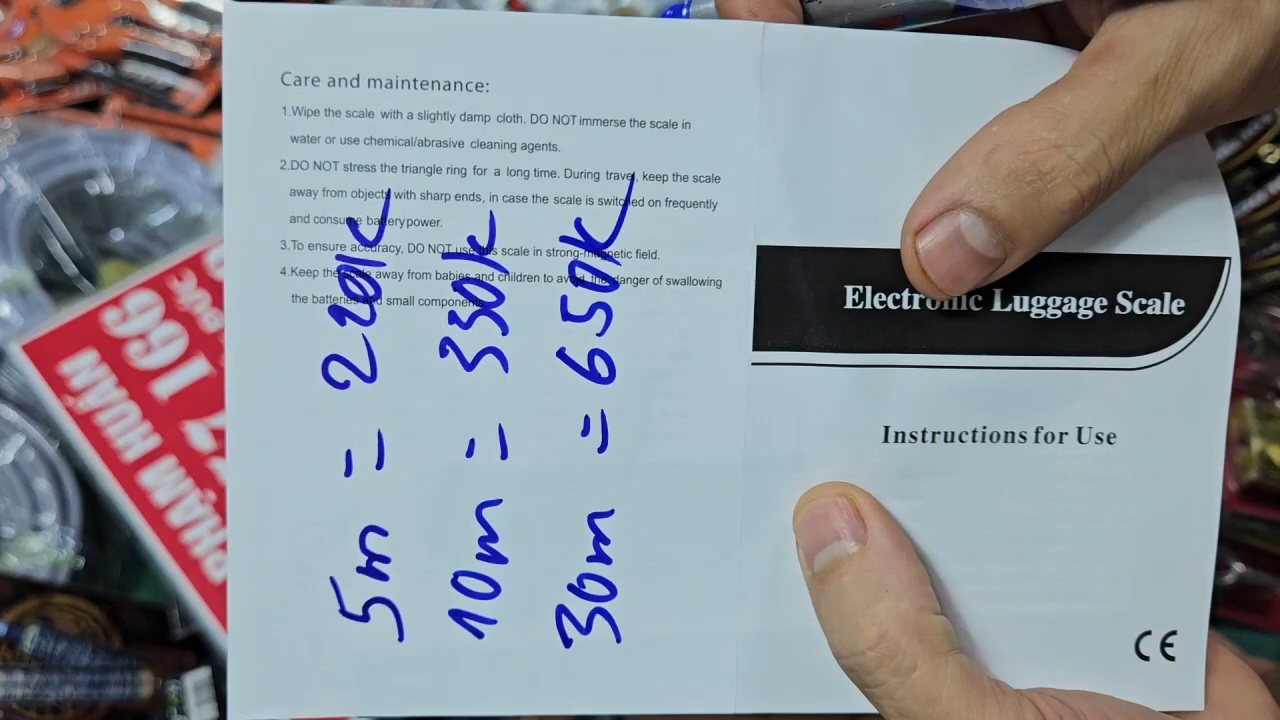 Care and maintenance:
1.Wipe the scale with a slightly damp cloth. DO NOT immerse the scale in
water or use chemical/abrasive cleaning agents.
2.DO NOT stress the triangle ring for a long time. During travel, keep the scale
away from objects with sharp ends, in case the scale is switched on frequently
and consume battery power.
3.To ensure accuracy, DO NOT use this scale in strong-magnetic field.
4.Keep the scale away from babies and children to avoid the danger of swallowing
the batteries and small components.
5m = 220K
10m = 350K
30m = 650K
Electronic Luggage Scale
Instructions for Use
CE
7 166
PHẠM HUẤN